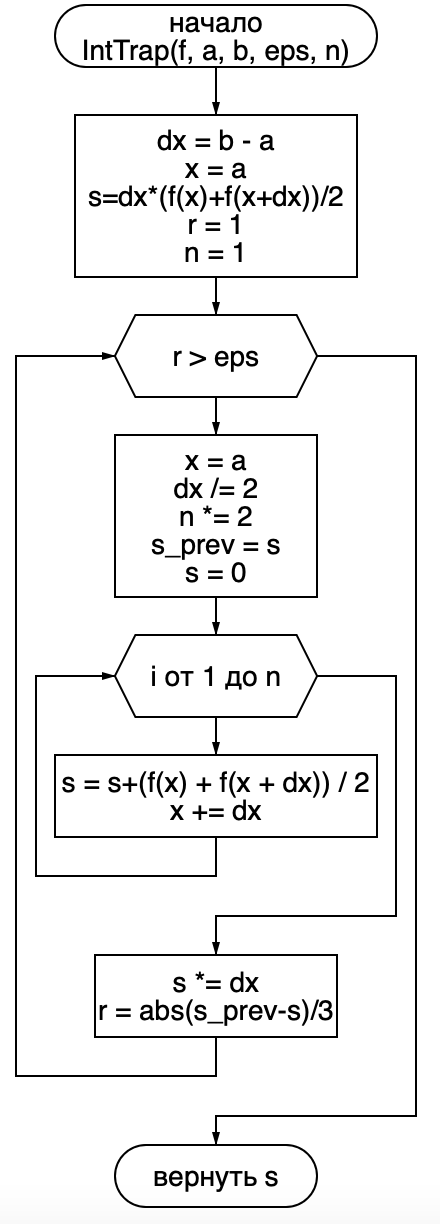 начало
IntTrap(f, a, b, eps, n)
dx = b - a
x = a
s=dx*(f(x)+f(x+dx))/2
r = 1
n = 1
r > eps
x = a
dx /= 2
n *= 2
s_prev = s
s = 0
i от 1 до n
s = s+(f(x) + f(x + dx)) / 2
x += dx
s *= dx
r = abs(s_prev-s)/3
вернуть s